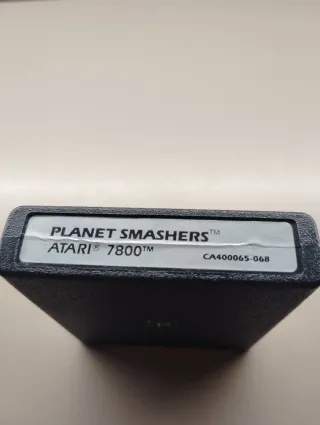 PLANET SMASHERS™
ATARI® 7800™
CA400065-068